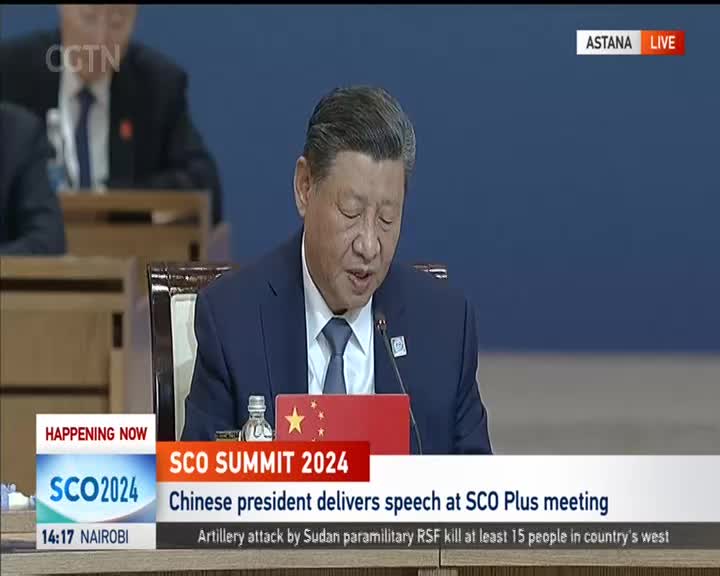 CGTN
ASTANA LIVE
HAPPENING NOW
SCO SUMMIT 2024
SCO2024
Chinese president delivers speech at SCO Plus meeting
14:17 NAIROBI
Artillery attack by Sudan paramilitary RSF kill at least 15 people in country's west